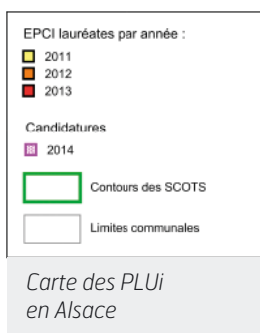 EPCI lauréates par année :
2011
2012
2013
Candidatures
2014
Contours des SCOTS
Limites communales
Carte des PLUi
en Alsace